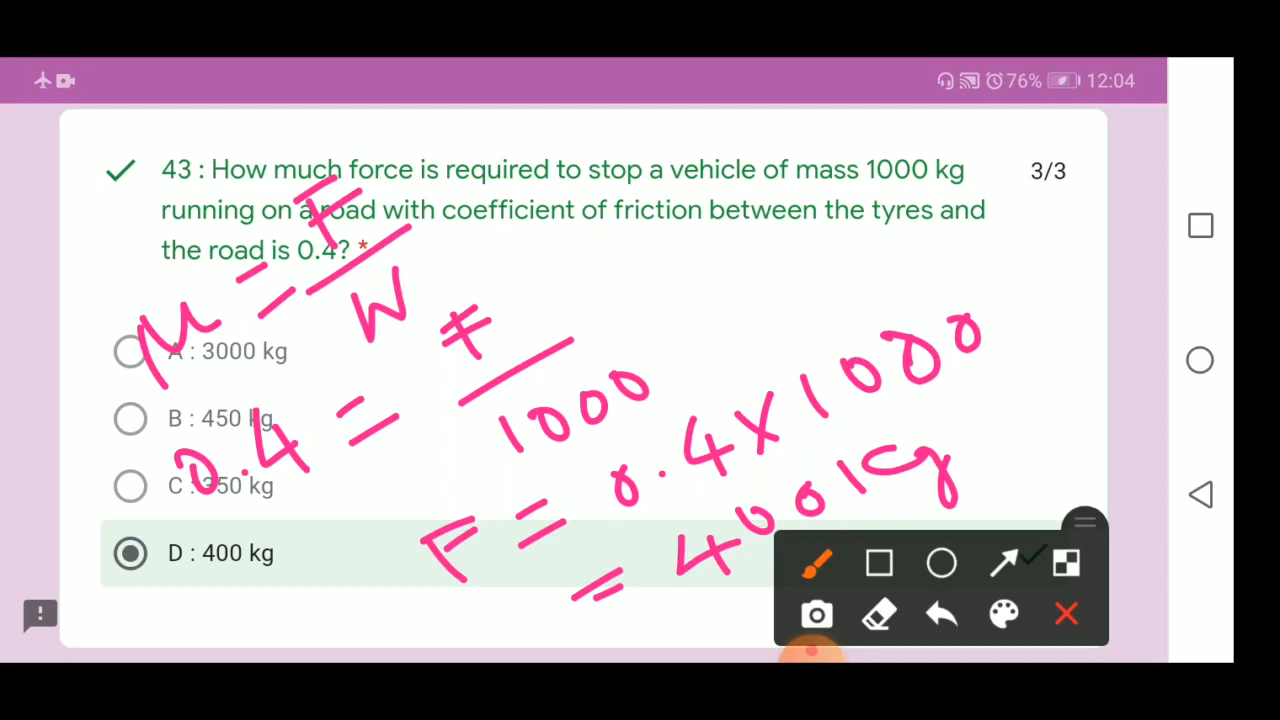 76% 12:04
43 : How much force is required to stop a vehicle of mass 1000 kg 3/3
running on a road with coefficient of friction between the tyres and
the road is 0.4? *
μ = F/W
A : 3000 kg
0.4 = F/1000
B : 450 kg
C : 350 kg
F = 0.4 x 1000
= 400 kg
D : 400 kg